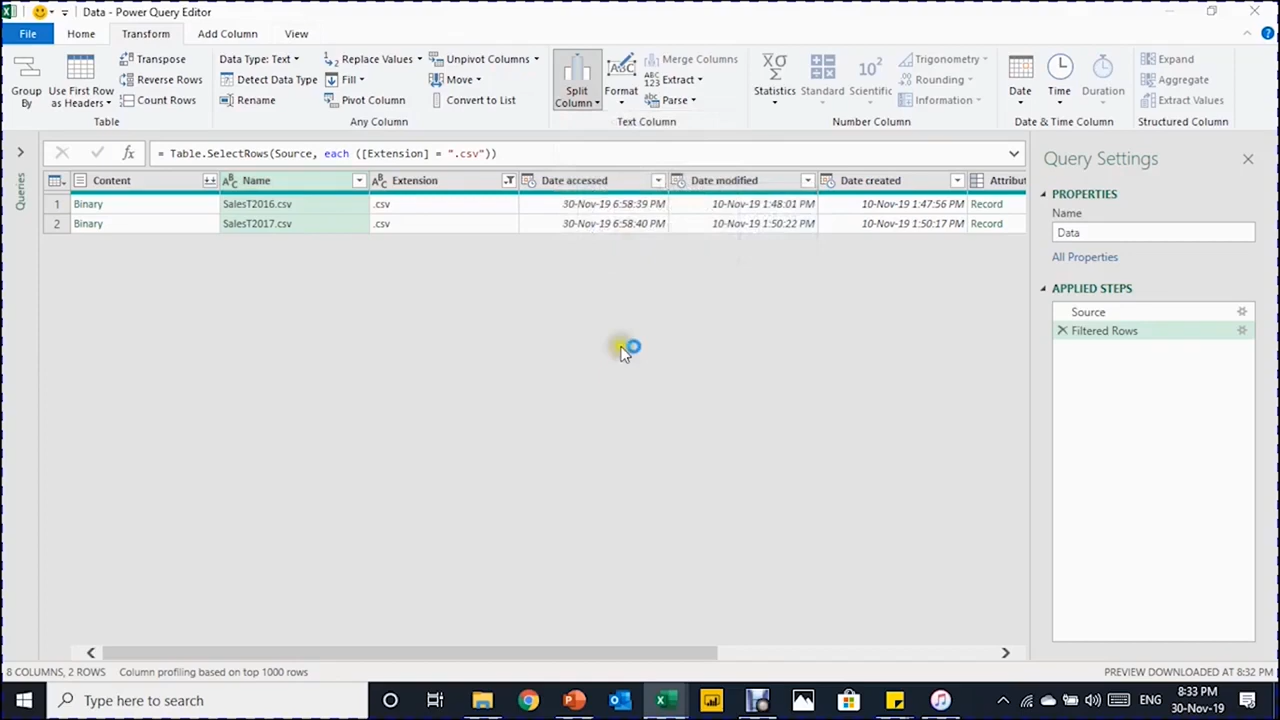 Data - Power Query Editor
File Home Transform Add Column View
Group By
Use First Row as Headers
Transpose
Reverse Rows
Count Rows
Table
Data Type: Text
Detect Data Type
Rename
Replace Values
Fill
Pivot Column
Unpivot Columns
Move
Convert to List
Any Column
Split Column
Format
Merge Columns
Extract
Parse
Text Column
Statistics
Standard
Scientific
Trigonometry
Rounding
Information
Number Column
Date
Time
Duration
Date & Time Column
Expand
Aggregate
Extract Values
Structured Column
Queries
fx = Table.SelectRows(Source, each ([Extension] = ".csv"))
Content Name Extension Date accessed Date modified Date created Attribut
1 Binary SalesT2016.csv .csv 30-Nov-19 6:58:39 PM 10-Nov-19 1:48:01 PM 10-Nov-19 1:47:56 PM Record
2 Binary SalesT2017.csv .csv 30-Nov-19 6:58:40 PM 10-Nov-19 1:50:22 PM 10-Nov-19 1:50:17 PM Record
Query Settings
PROPERTIES
Name
Data
All Properties
APPLIED STEPS
Source
Filtered Rows
8 COLUMNS, 2 ROWS Column profiling based on top 1000 rows PREVIEW DOWNLOADED AT 8:32 PM
Type here to search
ENG
8:33 PM
30-Nov-19